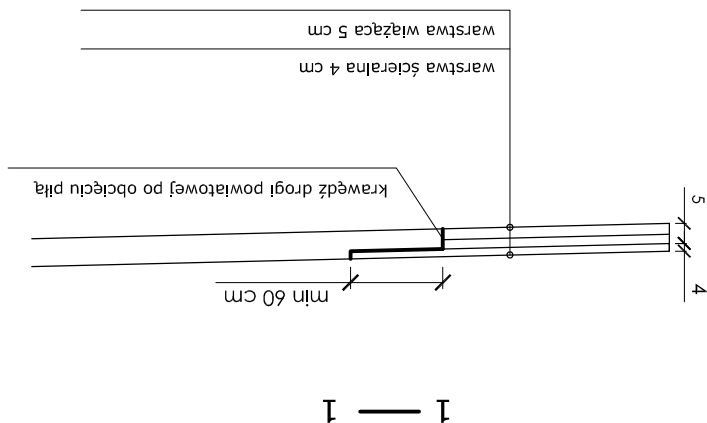 1 — 1
min 60 cm
4
5
krawędź drogi powiatowej po obcięciu piłą
warstwa ścieralna 4 cm
warstwa wiążąca 5 cm